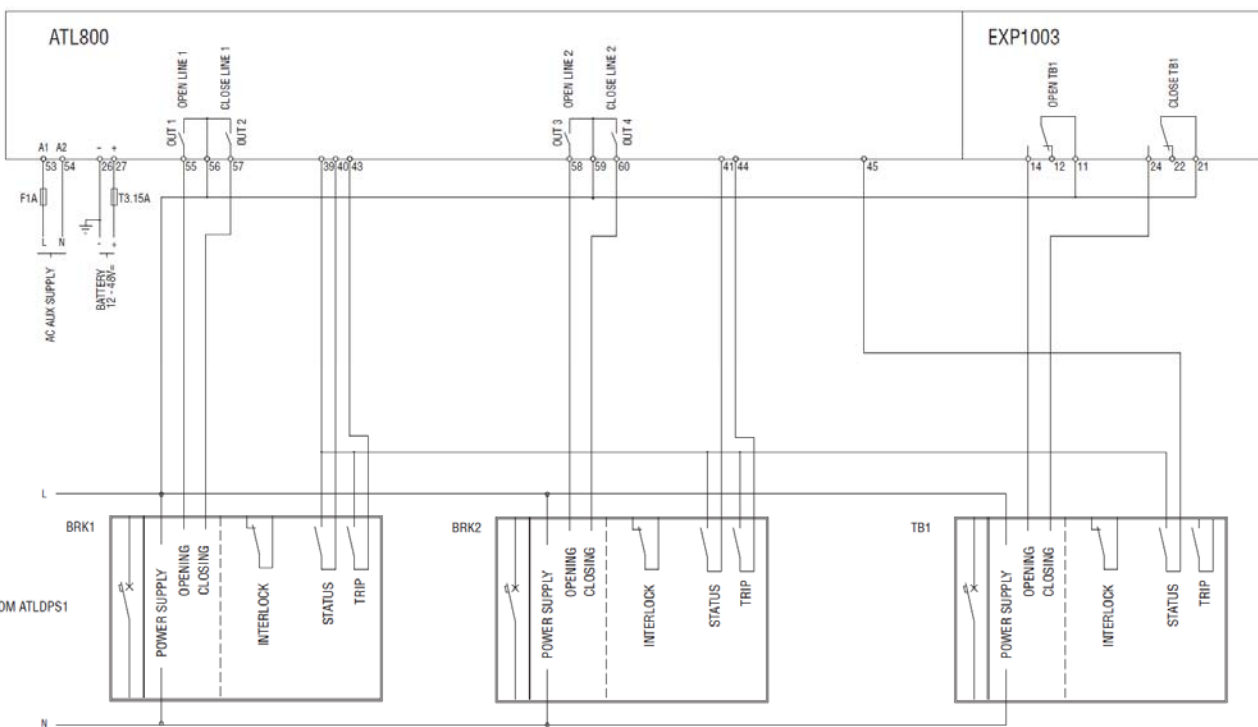 ATL800
EXP1003
OPEN LINE 1
CLOSE LINE 1
OPEN LINE 2
CLOSE LINE 2
OPEN TB1
CLOSE TB1
OUT 1
OUT 2
OUT 3
OUT 4
A1 A2 - +
53 54 26 27 55 56 57 39 40 43 58 59 60 41 44 45 14 12 11 24 22 21
F1A
T3.15A
L N - +
AC AUX SUPPLY
BATTERY
12 - 48V=
L
BRK1
POWER SUPPLY
OPENING
CLOSING
INTERLOCK
STATUS
TRIP
BRK2
POWER SUPPLY
OPENING
CLOSING
INTERLOCK
STATUS
TRIP
TB1
POWER SUPPLY
OPENING
CLOSING
INTERLOCK
STATUS
TRIP
OM ATLDPS1
N